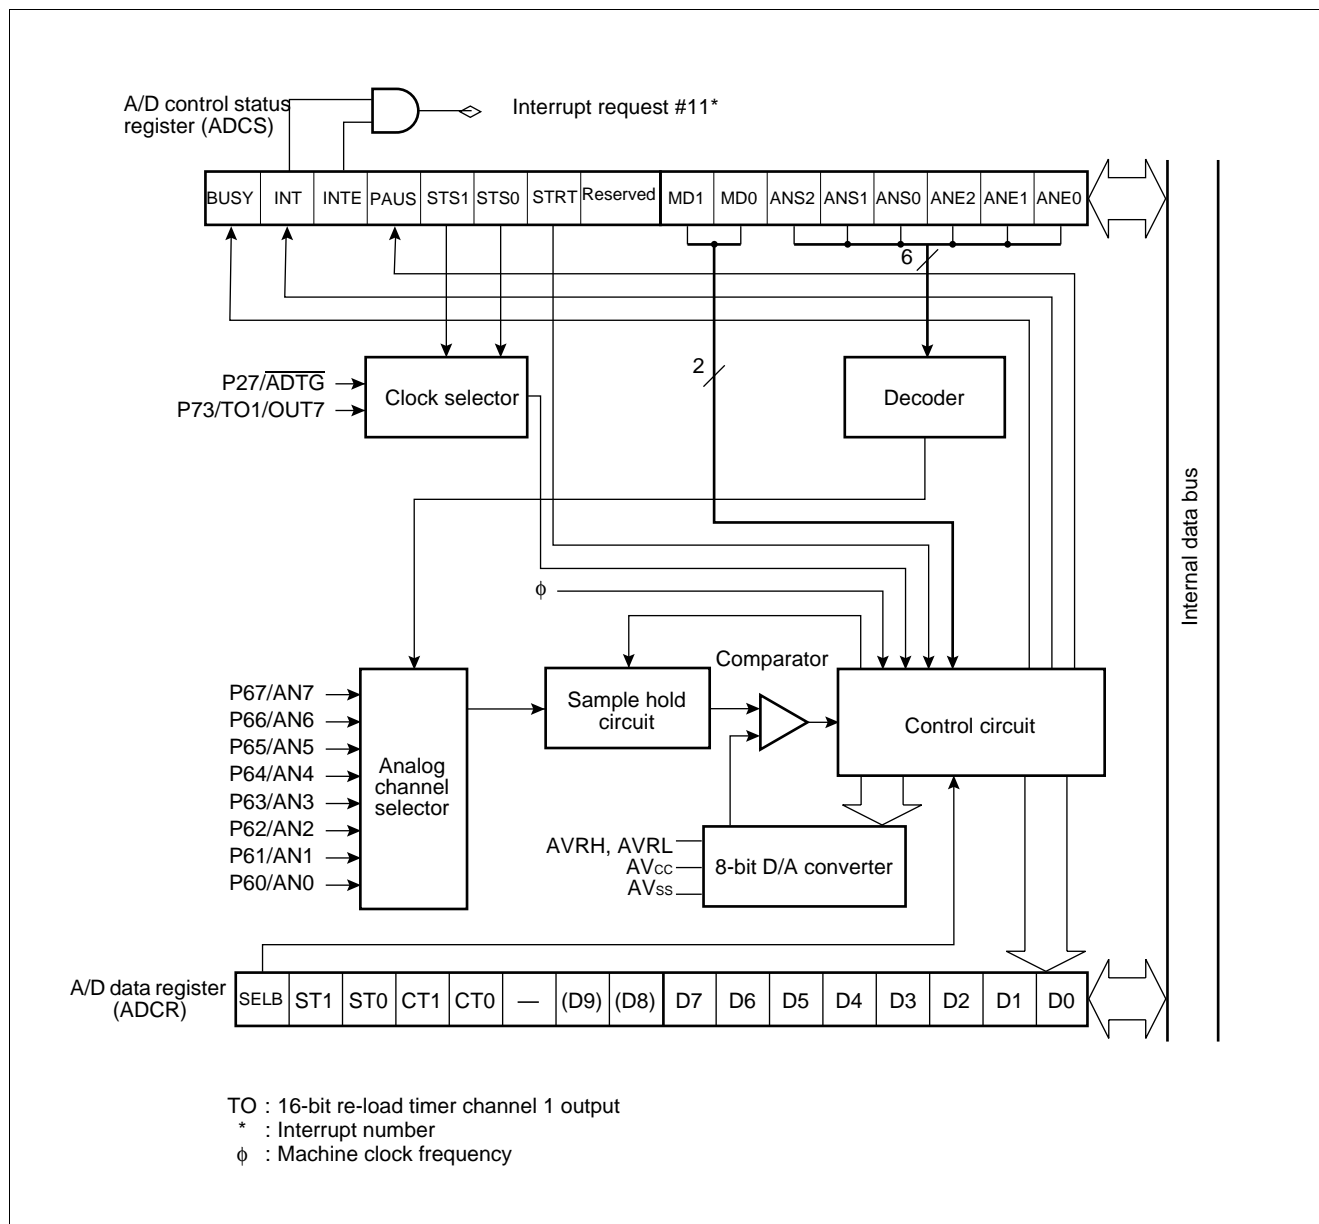 A/D control status
register (ADCS)
Interrupt request #11*
BUSY INT INTE PAUS STS1 STS0 STRT Reserved MD1 MD0 ANS2 ANS1 ANS0 ANE2 ANE1 ANE0
6
2
P27/ADTG
P73/TO1/OUT7
Clock selector
Decoder
Internal data bus
ϕ
Comparator
P67/AN7
P66/AN6
P65/AN5
P64/AN4
P63/AN3
P62/AN2
P61/AN1
P60/AN0
Analog
channel
selector
Sample hold
circuit
Control circuit
AVRH, AVRL
AVCC
AVSS
8-bit D/A converter
A/D data register
(ADCR)
SELB ST1 ST0 CT1 CT0 — (D9) (D8) D7 D6 D5 D4 D3 D2 D1 D0
TO : 16-bit re-load timer channel 1 output
* : Interrupt number
ϕ : Machine clock frequency